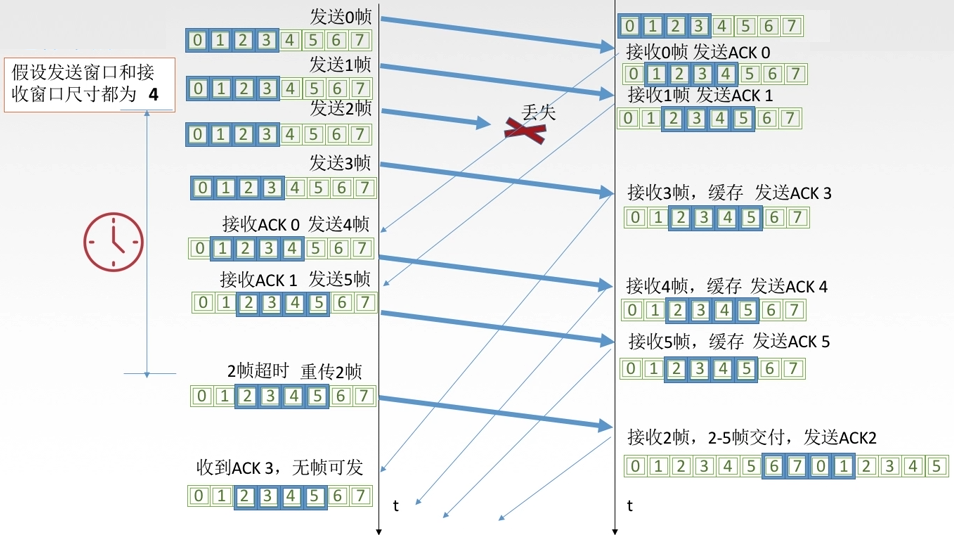 发送0帧
0 1 2 3 4 5 6 7
0 1 2 3 4 5 6 7
接收0帧 发送ACK 0
假设发送窗口和接
收窗口尺寸都为 4
发送1帧
0 1 2 3 4 5 6 7
0 1 2 3 4 5 6 7
接收1帧 发送ACK 1
发送2帧
丢失
0 1 2 3 4 5 6 7
0 1 2 3 4 5 6 7
发送3帧
0 1 2 3 4 5 6 7
接收3帧，缓存 发送ACK 3
0 1 2 3 4 5 6 7
接收ACK 0 发送4帧
0 1 2 3 4 5 6 7
接收ACK 1 发送5帧
0 1 2 3 4 5 6 7
接收4帧，缓存 发送ACK 4
0 1 2 3 4 5 6 7
接收5帧，缓存 发送ACK 5
0 1 2 3 4 5 6 7
2帧超时 重传2帧
0 1 2 3 4 5 6 7
接收2帧，2-5帧交付，发送ACK2
0 1 2 3 4 5 6 7 0 1 2 3 4 5
收到ACK 3，无帧可发
0 1 2 3 4 5 6 7
t
t